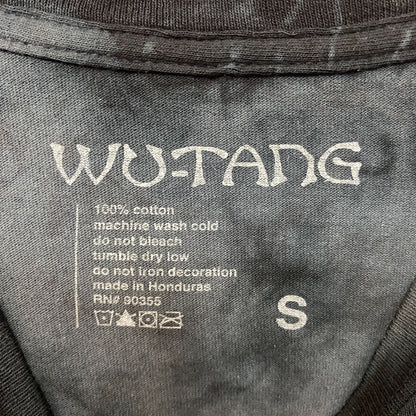 WU-TANG
100% cotton
machine wash cold
do not bleach
tumble dry low
do not iron decoration
made in Honduras
RN# 90355
S